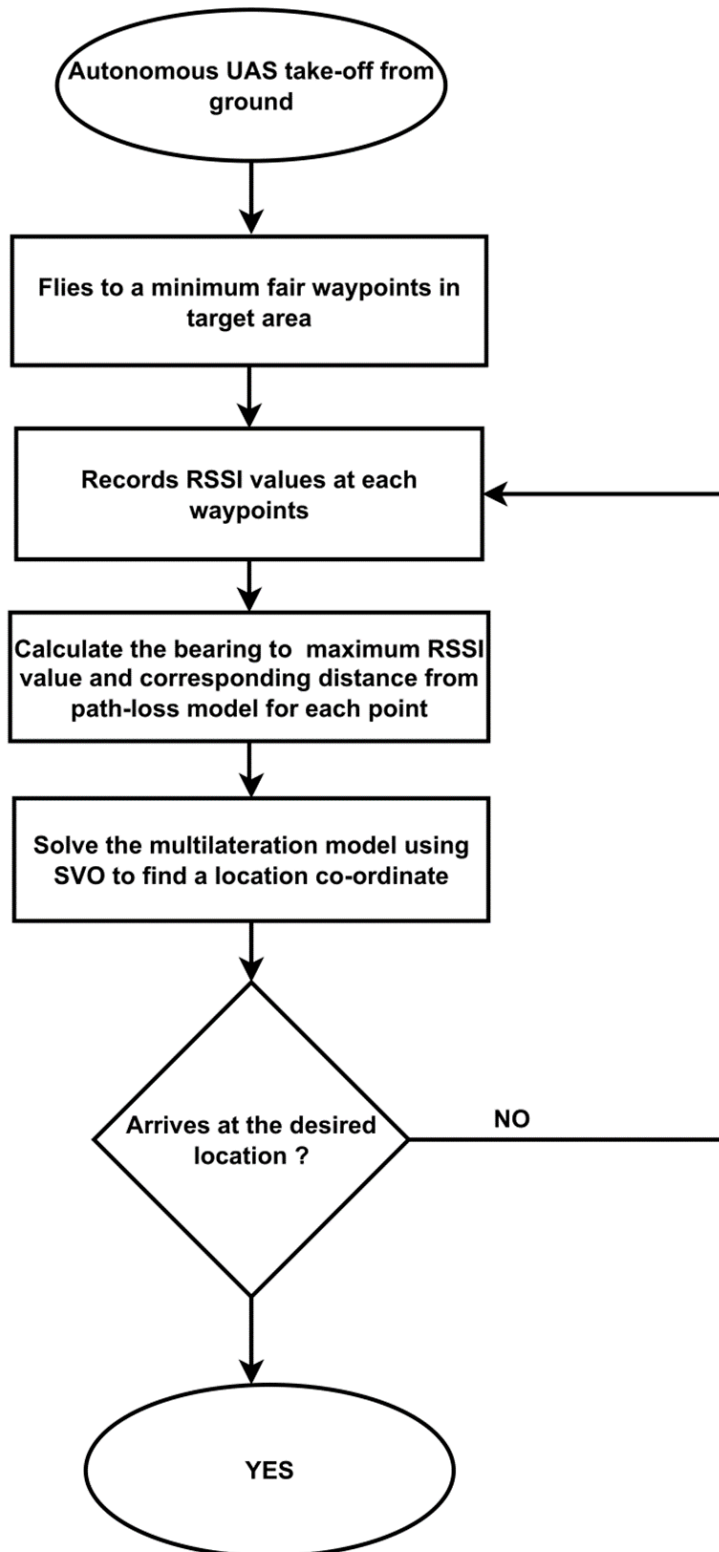 Autonomous UAS take-off from
ground
Flies to a minimum fair waypoints in
target area
Records RSSI values at each
waypoints
Calculate the bearing to maximum RSSI
value and corresponding distance from
path-loss model for each point
Solve the multilateration model using
SVO to find a location co-ordinate
Arrives at the desired
location ?
NO
YES